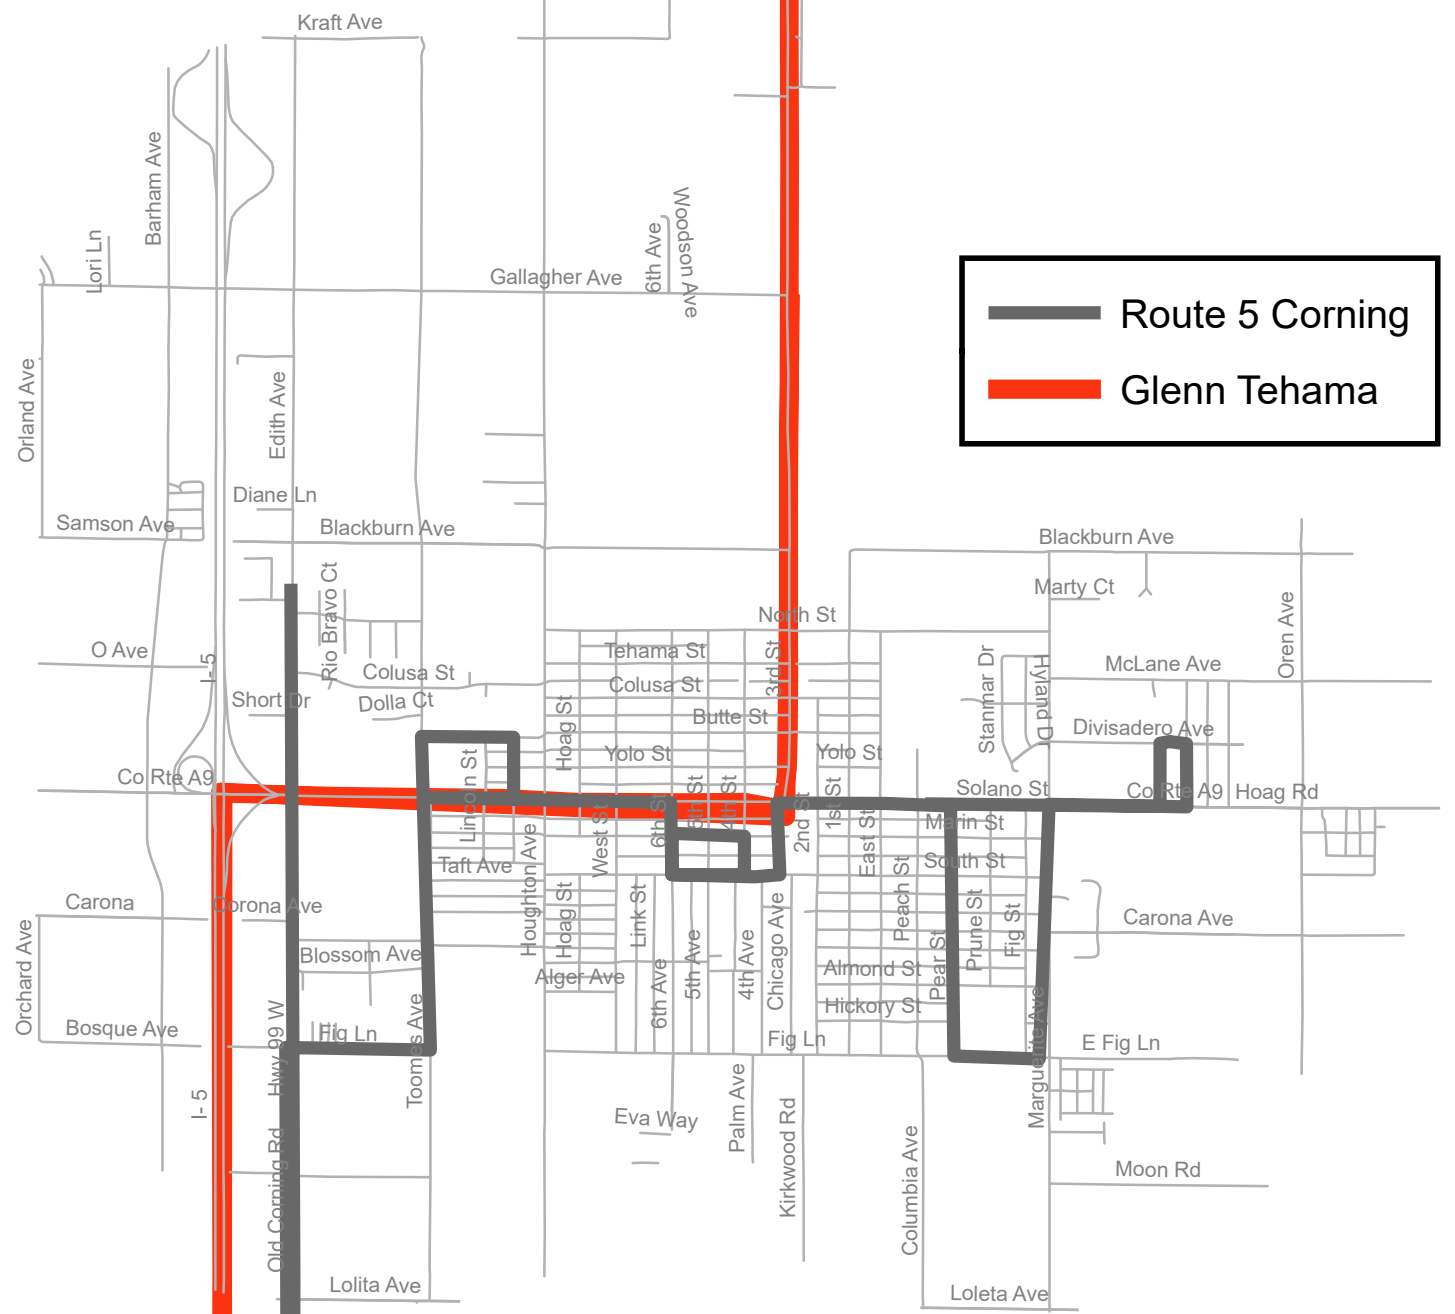 Kraft Ave
Barham Ave
Lori Ln
6th Ave
Woodson Ave
Gallagher Ave
Route 5 Corning
Glenn Tehama
Orland Ave
Edith Ave
Diane Ln
Samson Ave
Blackburn Ave
Blackburn Ave
Rio Bravo Ct
Marty Ct
North St
Oren Ave
O Ave
I- 5
Colusa St
Tehama St
3rd St
Stanmar Dr
Hyland Dr
McLane Ave
Short Dr
Dolla Ct
Colusa St
Hoag St
Butte St
Divisadero Ave
Yolo St
Yolo St
Co Rte A9
Lincoln St
West St
6th St
5th St
4th St
2nd St
1st St
Solano St
Co Rte A9
Hoag Rd
Marin St
East St
Taft Ave
South St
Houghton Ave
Hoag St
Link St
Peach St
Pear St
Prune St
Fig St
Carona
Corona Ave
Carona Ave
Orchard Ave
Blossom Ave
Alger Ave
6th Ave
5th Ave
4th Ave
Chicago Ave
Almond St
Hickory St
Bosque Ave
Hwy 99 W
Fig Ln
Toomes Ave
Fig Ln
Marguerite Ave
E Fig Ln
I- 5
Eva Way
Palm Ave
Kirkwood Rd
Columbia Ave
Old Corning Rd
Moon Rd
Lolita Ave
Loleta Ave